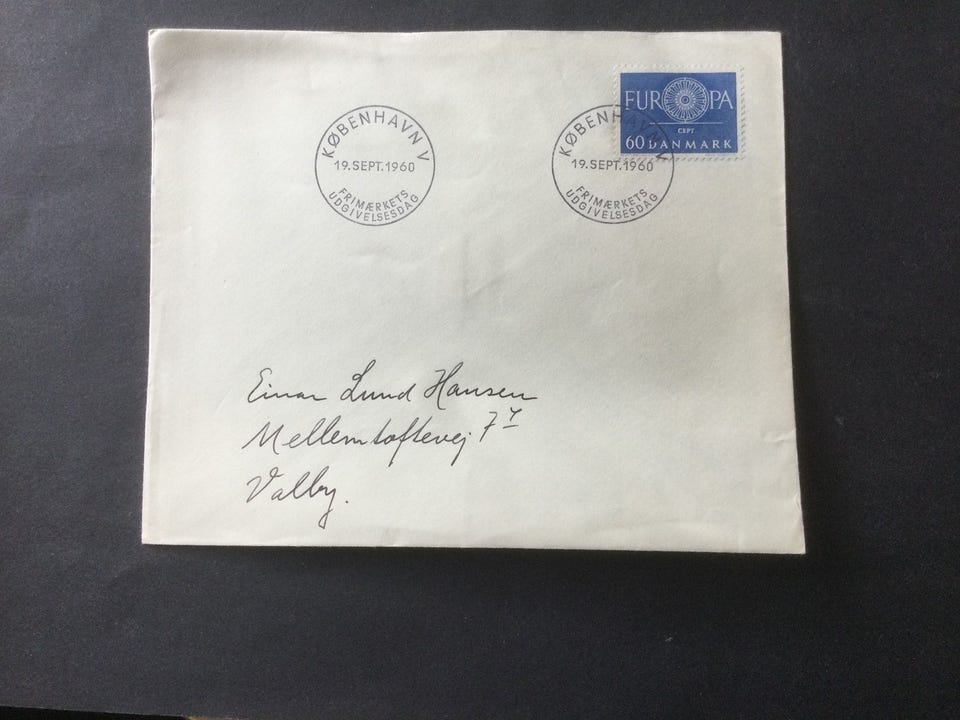 KØBENHAVN V
19.SEPT.1960
FRIMÆRKETS
UDGIVELSESDAG
KØBENHAVN V
19.SEPT.1960
FRIMÆRKETS
UDGIVELSESDAG
EUROPA
CEPT
60 DANMARK
Einar Lund Hansen
Mellemtoftevej 7
Valby.